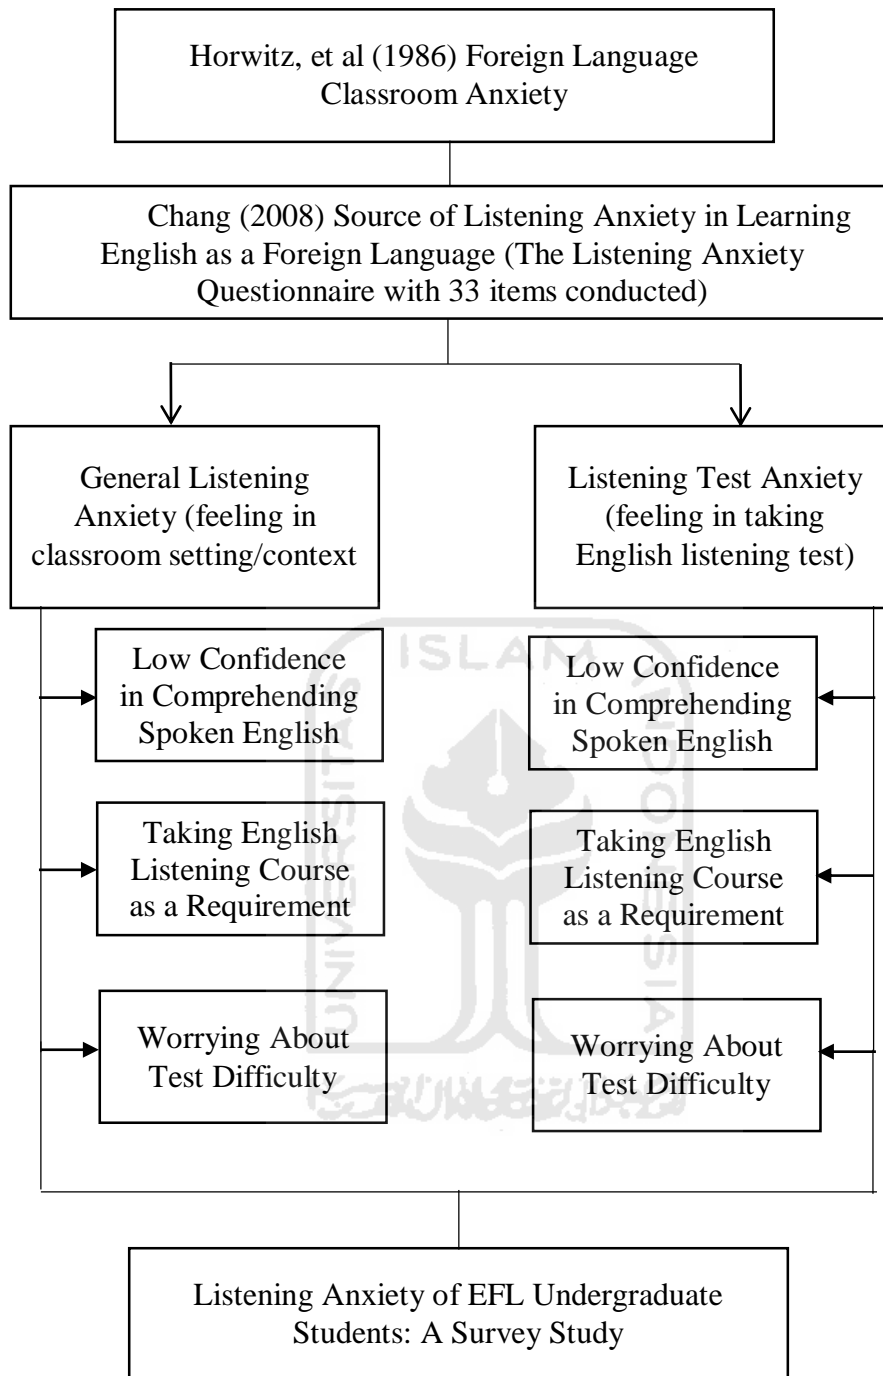 Horwitz, et al (1986) Foreign Language
Classroom Anxiety
Chang (2008) Source of Listening Anxiety in Learning
English as a Foreign Language (The Listening Anxiety
Questionnaire with 33 items conducted)
General Listening
Anxiety (feeling in
classroom setting/context
Listening Test Anxiety
(feeling in taking
English listening test)
Low Confidence
in Comprehending
Spoken English
Low Confidence
in Comprehending
Spoken English
Taking English
Listening Course
as a Requirement
Taking English
Listening Course
as a Requirement
Worrying About
Test Difficulty
Worrying About
Test Difficulty
Listening Anxiety of EFL Undergraduate
Students: A Survey Study
UNIVERSITAS
ISLAM
INDONESIA